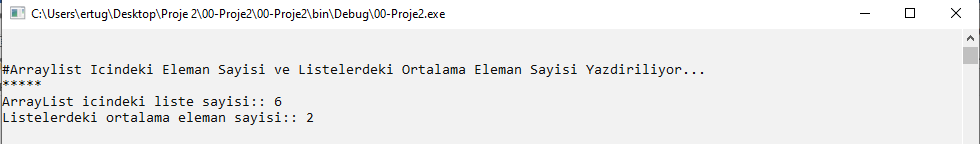 C:\Users\ertug\Desktop\Proje 2\00-Proje2\00-Proje2\bin\Debug\00-Proje2.exe
#Arraylist Icindeki Eleman Sayisi ve Listelerdeki Ortalama Eleman Sayisi Yazdiriliyor...
*****
ArrayList icindeki liste sayisi:: 6
Listelerdeki ortalama eleman sayisi:: 2